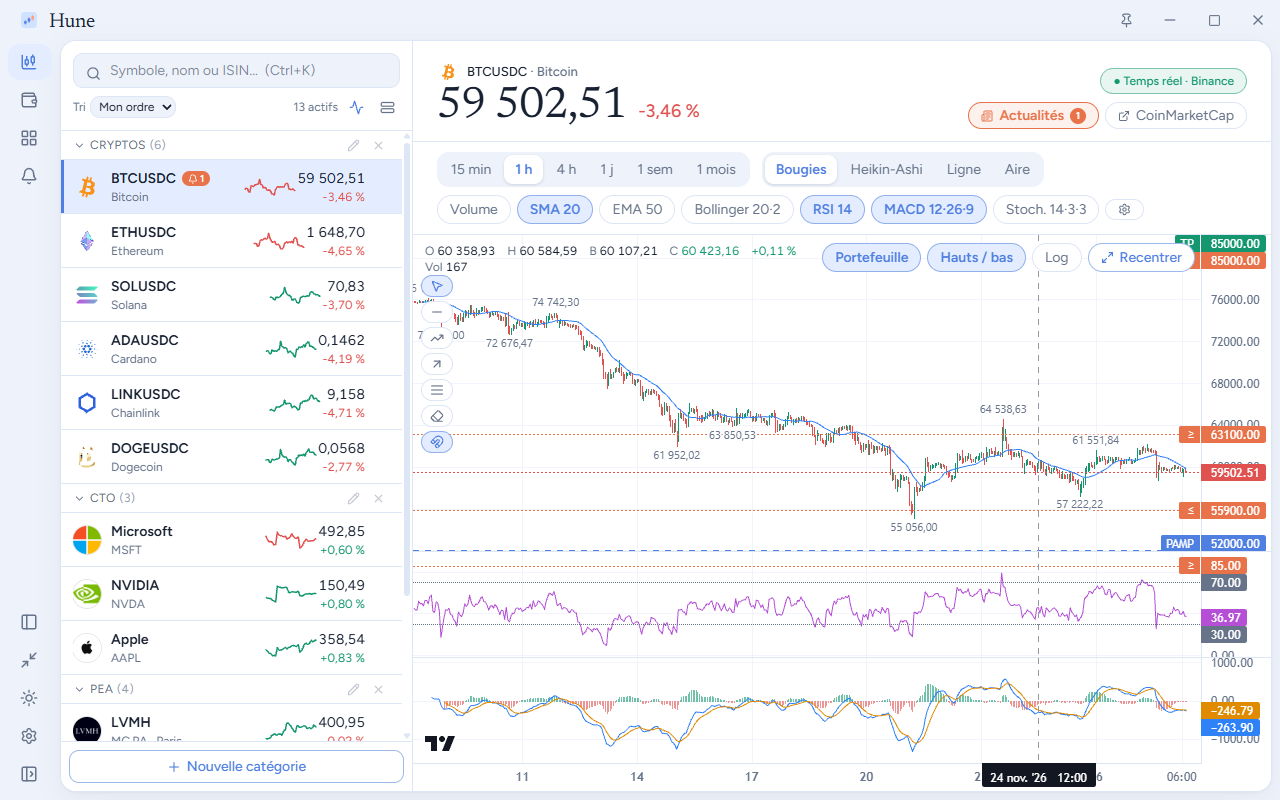 Hune
Symbole, nom ou ISIN... (Ctrl+K)
Tri Mon ordre 13 actifs
CRYPTOS (6)
BTCUSDC 1 59 502,51
Bitcoin -3,46 %
ETHUSDC 1 648,70
Ethereum -4,65 %
SOLUSDC 70,83
Solana -3,70 %
ADAUSDC 0,1462
Cardano -4,19 %
LINKUSDC 9,158
Chainlink -4,71 %
DOGEUSDC 0,0568
Dogecoin -2,77 %
CTO (3)
Microsoft 492,85
MSFT +0,60 %
NVIDIA 150,49
NVDA +0,80 %
Apple 358,54
AAPL +0,83 %
PEA (4)
LVMH LVMH 400,95
MC.PA · Paris -0,02 %
+ Nouvelle catégorie
BTCUSDC · Bitcoin
59 502,51 -3,46 %
Temps réel · Binance
Actualités 1 CoinMarketCap
15 min 1 h 4 h 1 j 1 sem 1 mois Bougies Heikin-Ashi Ligne Aire
Volume SMA 20 EMA 50 Bollinger 20·2 RSI 14 MACD 12·26·9 Stoch. 14·3·3
O 60 358,93 H 60 584,59 B 60 107,21 C 60 423,16 +0,11 %
Vol 167
Portefeuille Hauts / bas Log Recentrer
TP 85000.00
85000.00
76000.00
74 742,30
72 676,47
72000.00
68000.00
64 538,63
64000.00
≥ 63100.00
63 850,53
61 551,84
61 952,02
59502.51
57 222,22
≤ 55900.00
55 056,00
PAMP 52000.00
≥ 85.00
70.00
36.97
30.00
0.00
1000.00
0.00
−246.79
−263.90
−1000.00
11 14 17 20 24 nov. '26 12:00 06:00